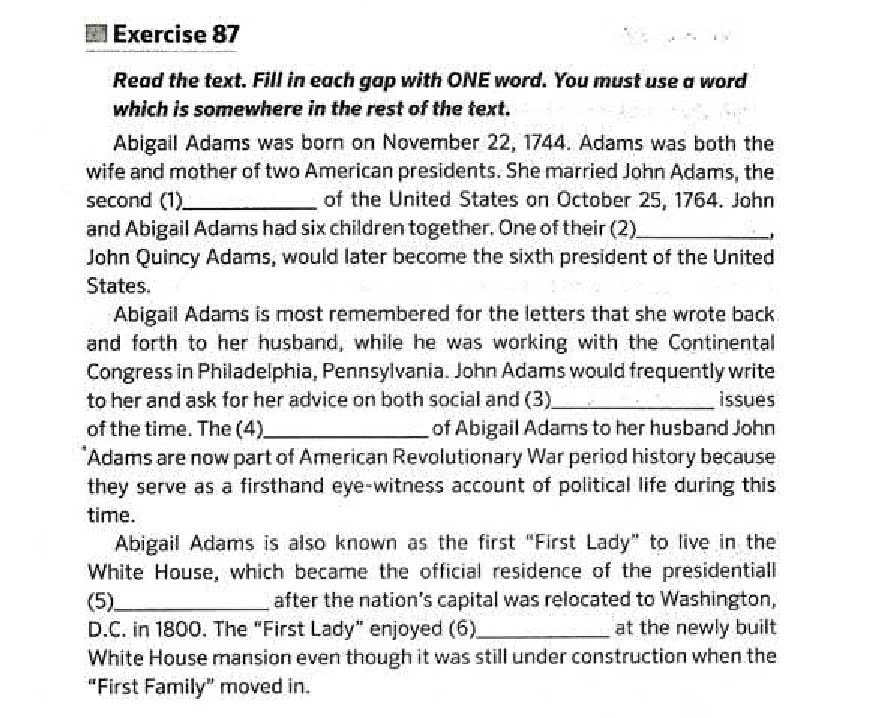 Exercise 87
Read the text. Fill in each gap with ONE word. You must use a word
which is somewhere in the rest of the text.
Abigail Adams was born on November 22, 1744. Adams was both the
wife and mother of two American presidents. She married John Adams, the
second (1)____________ of the United States on October 25, 1764. John
and Abigail Adams had six children together. One of their (2)____________,
John Quincy Adams, would later become the sixth president of the United
States.
Abigail Adams is most remembered for the letters that she wrote back
and forth to her husband, while he was working with the Continental
Congress in Philadelphia, Pennsylvania. John Adams would frequently write
to her and ask for her advice on both social and (3)______________ issues
of the time. The (4)______________ of Abigail Adams to her husband John
Adams are now part of American Revolutionary War period history because
they serve as a firsthand eye-witness account of political life during this
time.
Abigail Adams is also known as the first "First Lady" to live in the
White House, which became the official residence of the presidentiall
(5)______________ after the nation's capital was relocated to Washington,
D.C. in 1800. The "First Lady" enjoyed (6)____________ at the newly built
White House mansion even though it was still under construction when the
"First Family" moved in.